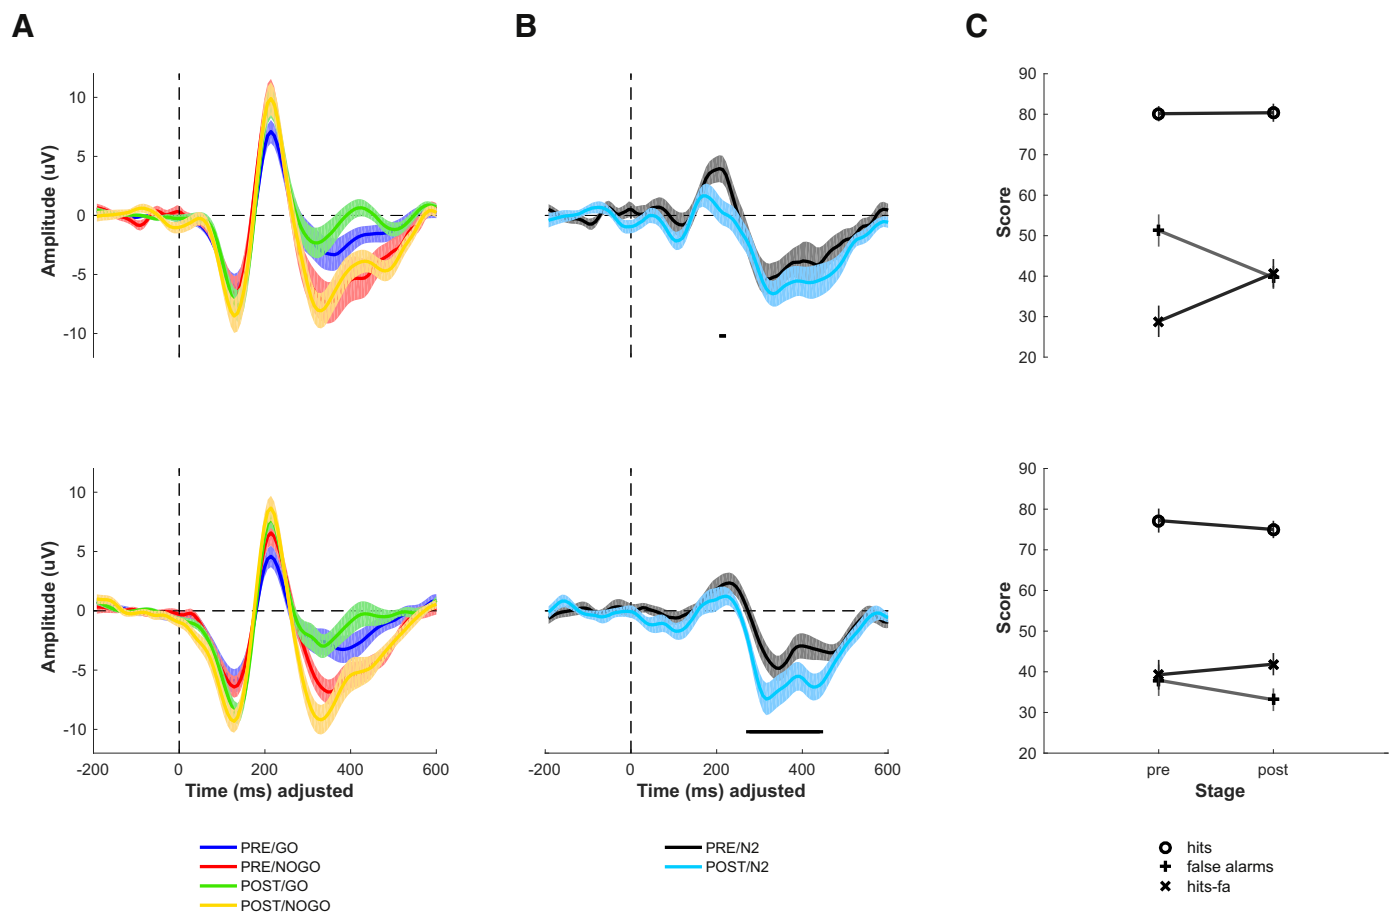 A
B
C
10
5
0
-5
-10
Amplitude (uV)
90
80
70
60
50
40
30
20
Score
10
5
0
-5
-10
Amplitude (uV)
-200
0
200
400
600
Time (ms) adjusted
-200
0
200
400
600
Time (ms) adjusted
90
80
70
60
50
40
30
20
Score
pre
post
Stage
PRE/GO
PRE/NOGO
POST/GO
POST/NOGO
PRE/N2
POST/N2
hits
false alarms
hits-fa